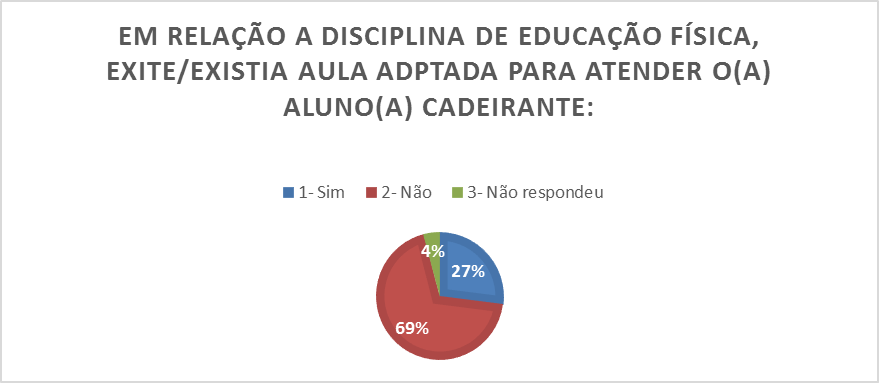 EM RELAÇÃO A DISCIPLINA DE EDUCAÇÃO FÍSICA,
EXITE/EXISTIA AULA ADPTADA PARA ATENDER O(A)
ALUNO(A) CADEIRANTE:
1- Sim 2- Não 3- Não respondeu
4%
27%
69%